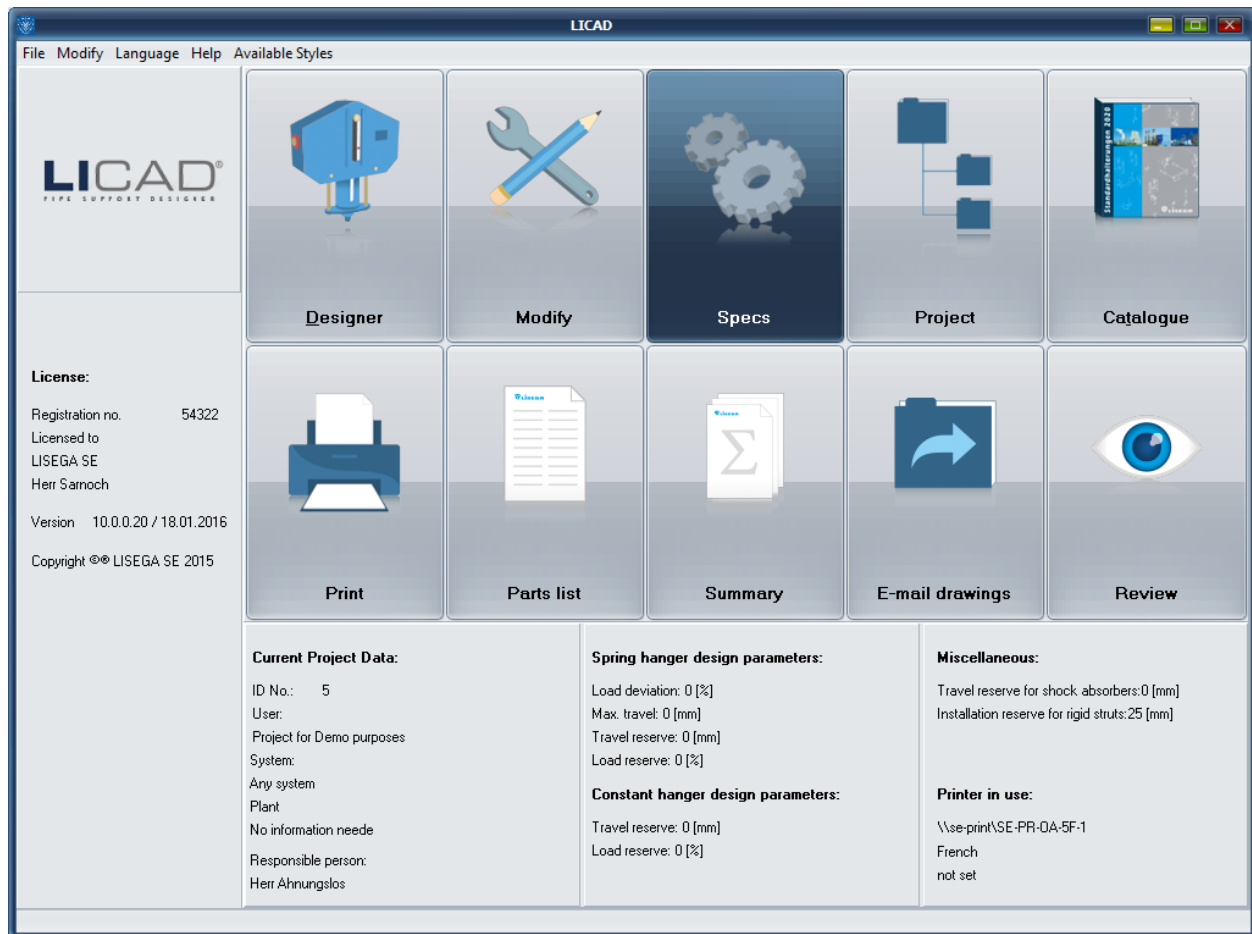 LICAD
File Modify Language Help Available Styles
LICAD®
PIPE SUPPORT DESIGNER
License:
Registration no. 54322
Licensed to
LISEGA SE
Herr Sarnoch
Version 10.0.0.20 / 18.01.2016
Copyright ©® LISEGA SE 2015
Designer
Modify
Specs
Project
Standardhalterungen 2020
LISEGA
Catalogue
Print
LISEGA
Parts list
LISEGA
Σ
Summary
E-mail drawings
Review
Current Project Data:
ID No.: 5
User:
Project for Demo purposes
System:
Any system
Plant
No information neede
Responsible person:
Herr Ahnungslos
Spring hanger design parameters:
Load deviation: 0 [%]
Max. travel: 0 [mm]
Travel reserve: 0 [mm]
Load reserve: 0 [%]
Constant hanger design parameters:
Travel reserve: 0 [mm]
Load reserve: 0 [%]
Miscellaneous:
Travel reserve for shock absorbers:0 [mm]
Installation reserve for rigid struts:25 [mm]
Printer in use:
\\se-print\SE-PR-OA-5F-1
French
not set